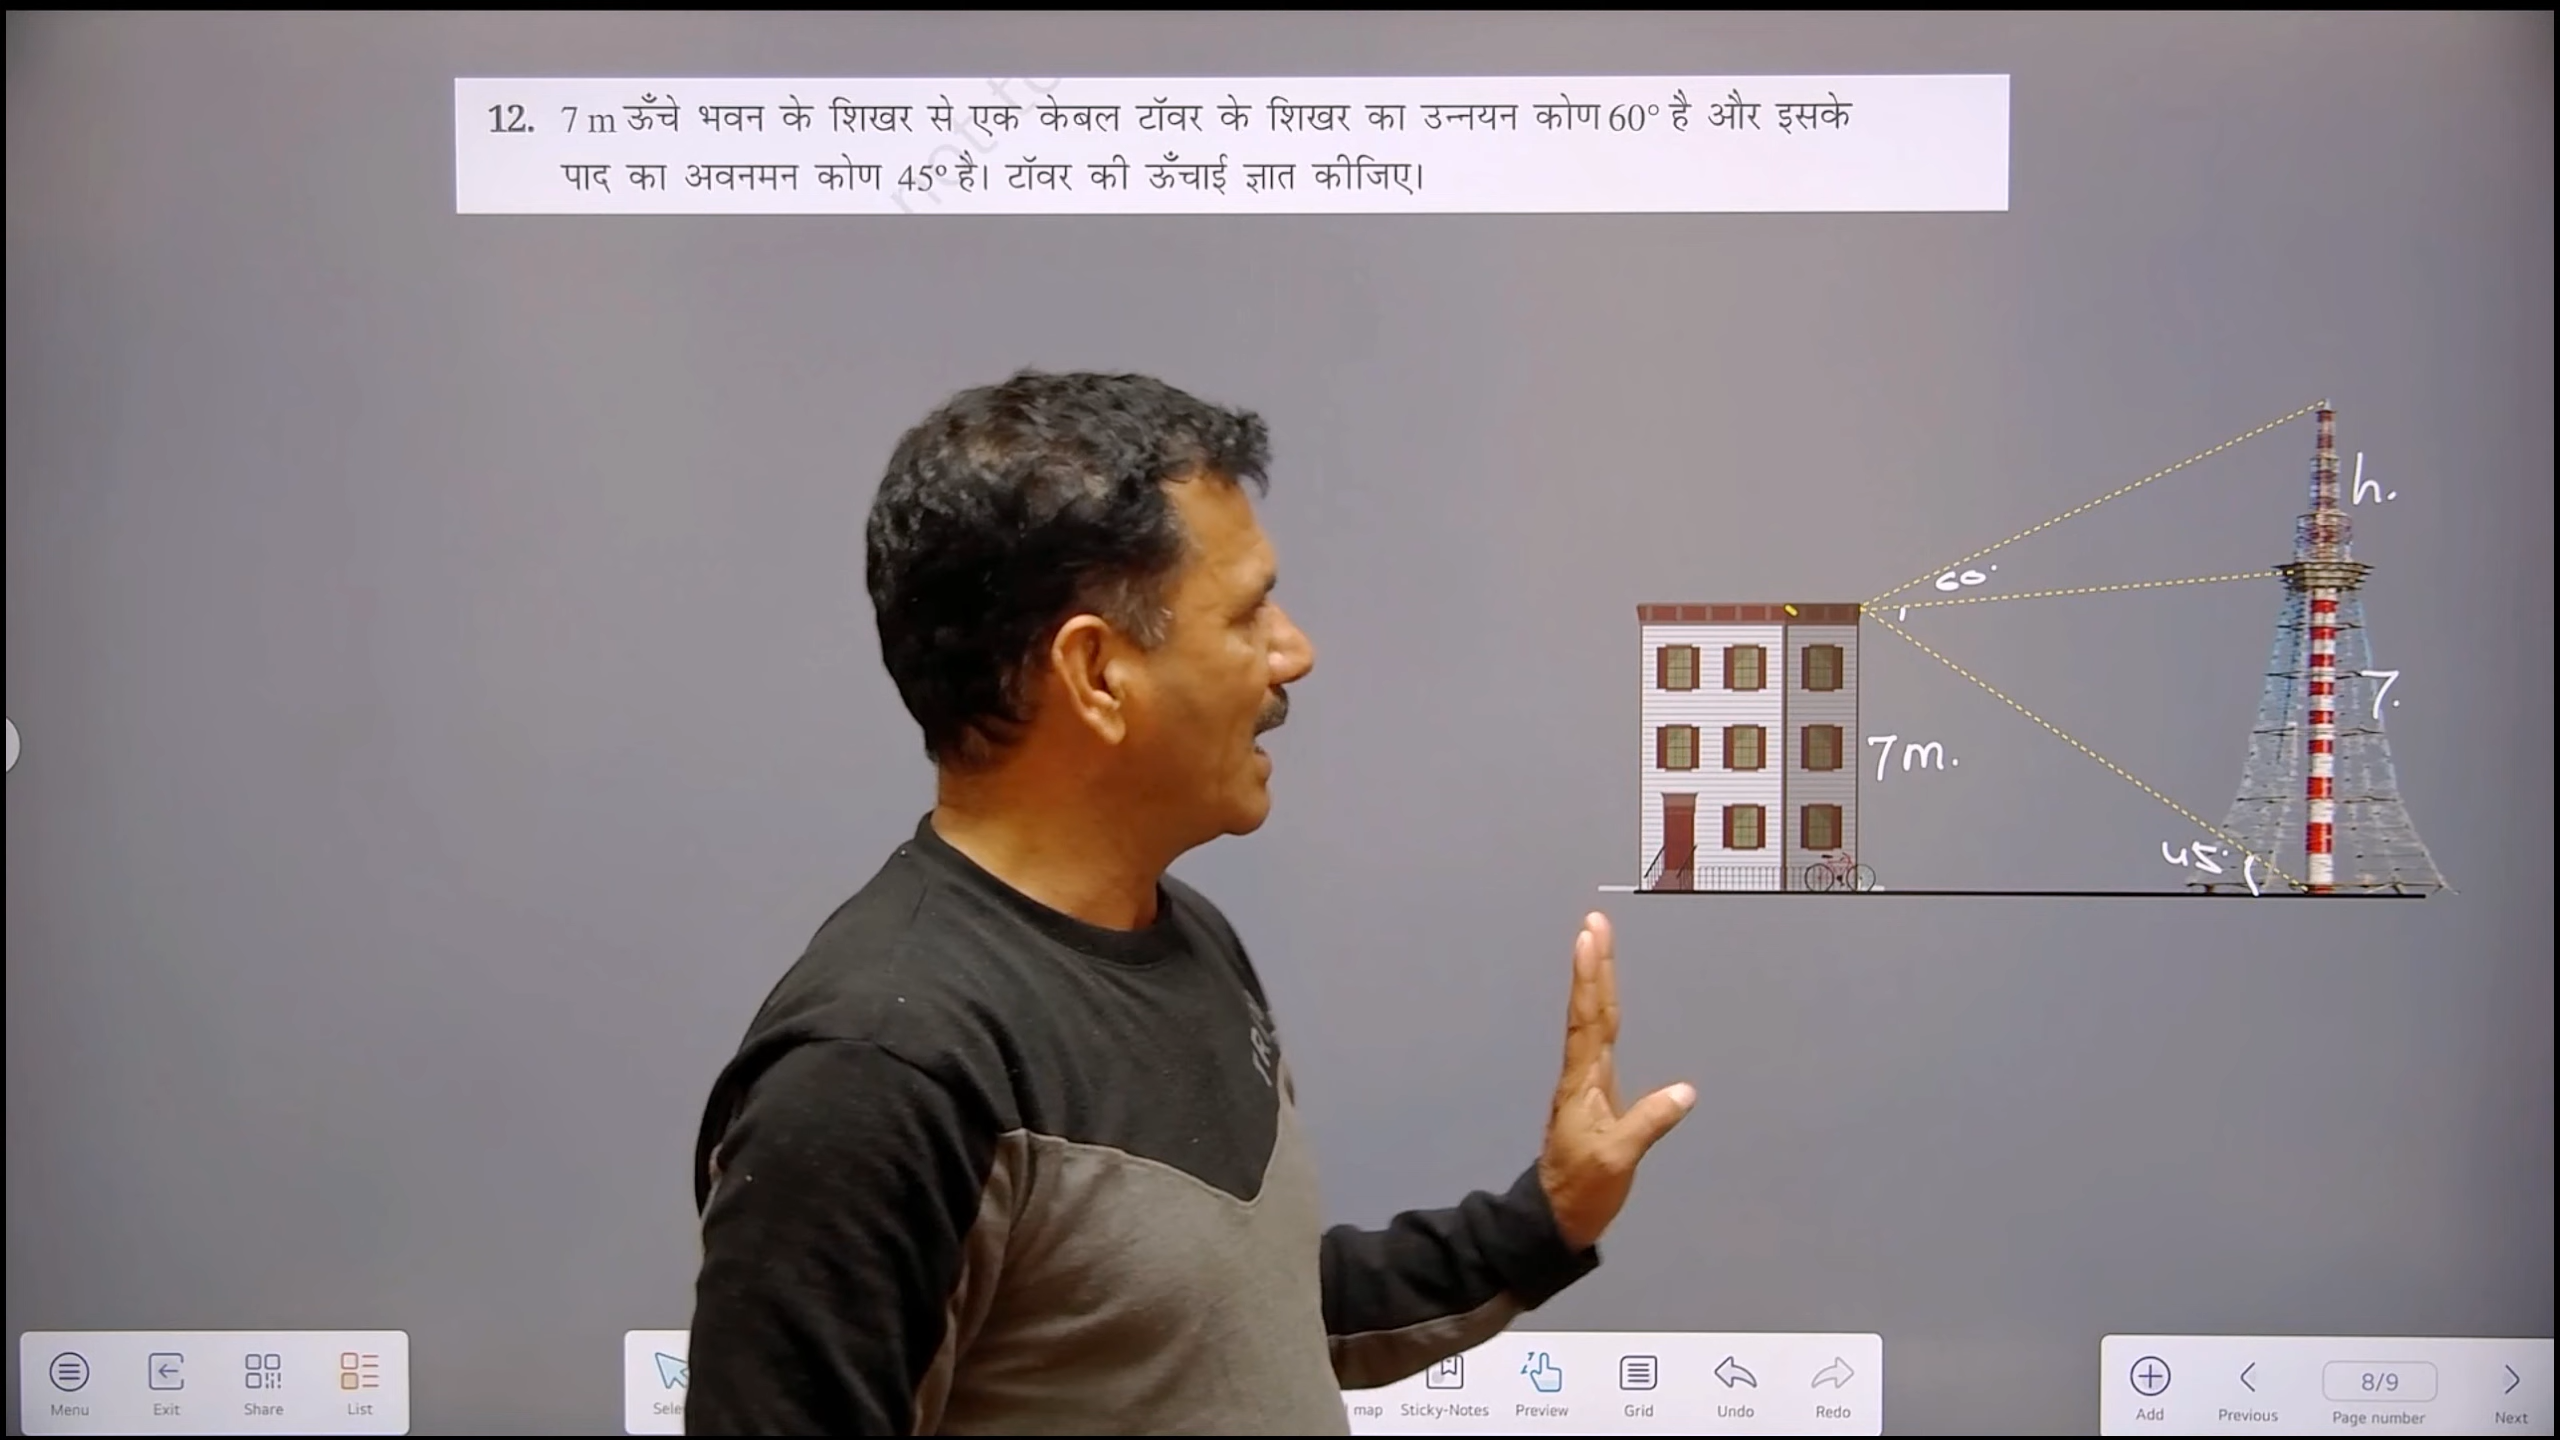 12. 7 m ऊँचे भवन के शिखर से एक केबल टॉवर के शिखर का उन्नयन कोण 60° है और इसके
पाद का अवनमन कोण 45° है। टॉवर की ऊँचाई ज्ञात कीजिए।
h.
60°
7.
7m.
45°
Menu Exit Share List
map Sticky-Notes Preview Grid Undo Redo
Add Previous 8/9 Page number Next